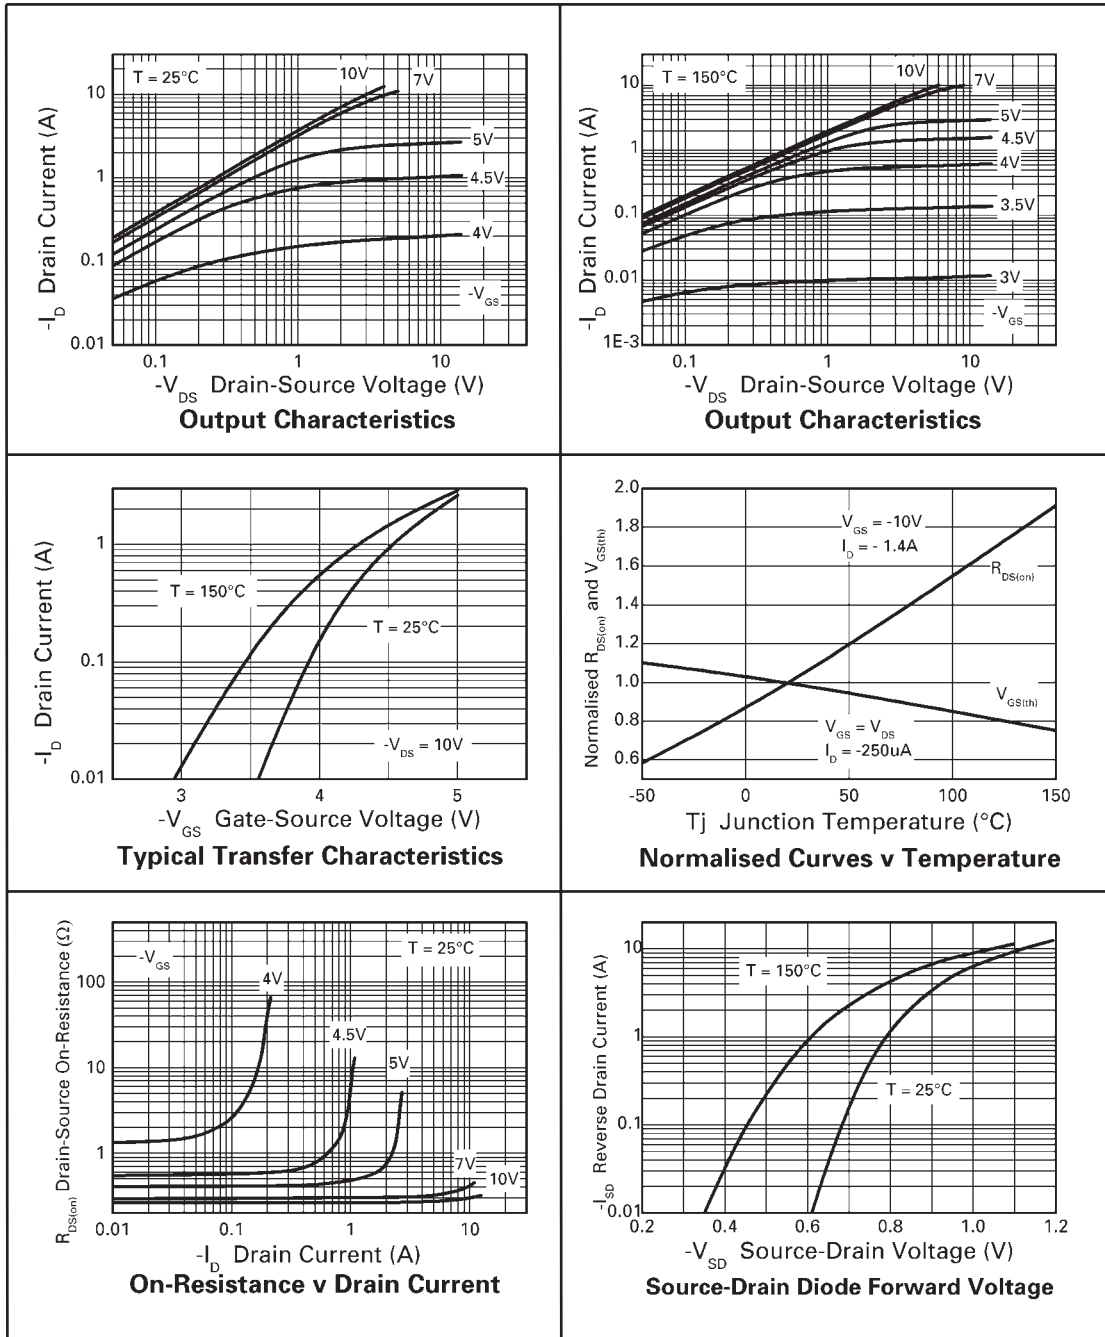 T = 25°C
10V
7V
5V
4.5V
4V
-V_GS
10
1
0.1
0.01
0.1
1
10
-I_D Drain Current (A)
-V_DS Drain-Source Voltage (V)
Output Characteristics
T = 150°C
10V
7V
5V
4.5V
4V
3.5V
3V
-V_GS
10
1
0.1
0.01
1E-3
0.1
1
10
-I_D Drain Current (A)
-V_DS Drain-Source Voltage (V)
Output Characteristics
1
0.1
0.01
T = 150°C
T = 25°C
-V_DS = 10V
3
4
5
-I_D Drain Current (A)
-V_GS Gate-Source Voltage (V)
Typical Transfer Characteristics
2.0
1.8
1.6
1.4
1.2
1.0
0.8
0.6
V_GS = -10V
I_D = - 1.4A
R_DS(on)
V_GS(th)
V_GS = V_DS
I_D = -250uA
-50
0
50
100
150
Normalised R_DS(on) and V_GS(th)
Tj Junction Temperature (°C)
Normalised Curves v Temperature
-V_GS
T = 25°C
4V
4.5V
5V
7V
10V
100
10
1
0.01
0.1
1
10
R_DS(on) Drain-Source On-Resistance (Ω)
-I_D Drain Current (A)
On-Resistance v Drain Current
10
1
0.1
0.01
T = 150°C
T = 25°C
0.2
0.4
0.6
0.8
1.0
1.2
-I_SD Reverse Drain Current (A)
-V_SD Source-Drain Voltage (V)
Source-Drain Diode Forward Voltage